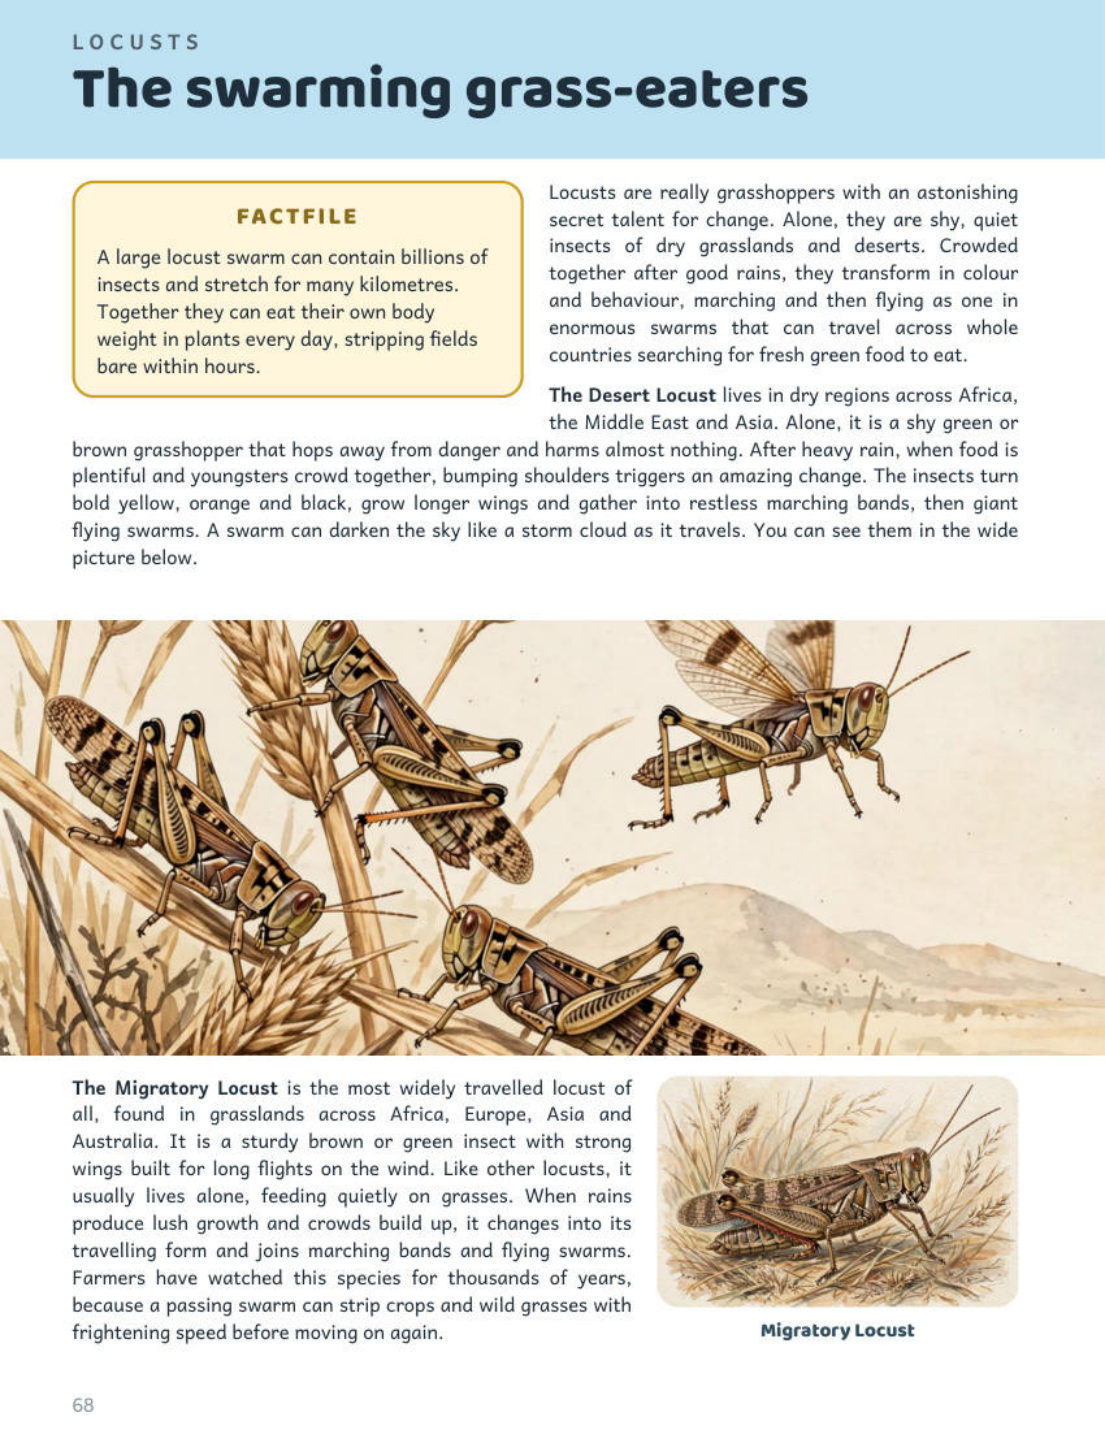 LOCUSTS
The swarming grass-eaters
FACTFILE
A large locust swarm can contain billions of
insects and stretch for many kilometres.
Together they can eat their own body
weight in plants every day, stripping fields
bare within hours.
Locusts are really grasshoppers with an astonishing
secret talent for change. Alone, they are shy, quiet
insects of dry grasslands and deserts. Crowded
together after good rains, they transform in colour
and behaviour, marching and then flying as one in
enormous swarms that can travel across whole
countries searching for fresh green food to eat.
The Desert Locust lives in dry regions across Africa,
the Middle East and Asia. Alone, it is a shy green or
brown grasshopper that hops away from danger and harms almost nothing. After heavy rain, when food is
plentiful and youngsters crowd together, bumping shoulders triggers an amazing change. The insects turn
bold yellow, orange and black, grow longer wings and gather into restless marching bands, then giant
flying swarms. A swarm can darken the sky like a storm cloud as it travels. You can see them in the wide
picture below.
The Migratory Locust is the most widely travelled locust of
all, found in grasslands across Africa, Europe, Asia and
Australia. It is a sturdy brown or green insect with strong
wings built for long flights on the wind. Like other locusts, it
usually lives alone, feeding quietly on grasses. When rains
produce lush growth and crowds build up, it changes into its
travelling form and joins marching bands and flying swarms.
Farmers have watched this species for thousands of years,
because a passing swarm can strip crops and wild grasses with
frightening speed before moving on again.
Migratory Locust
68